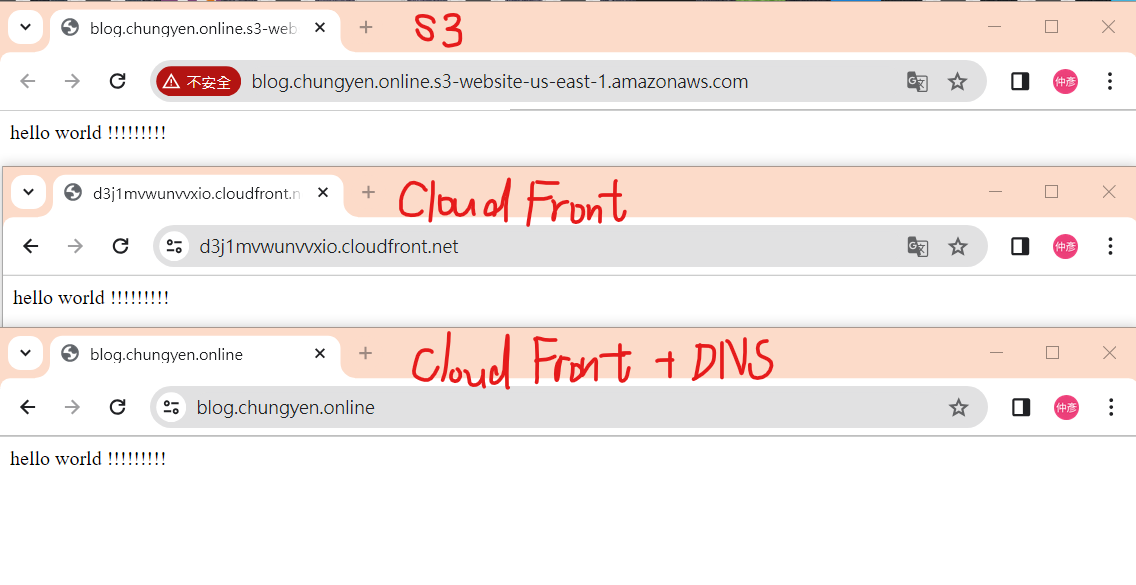 blog.chungyen.online.s3-web
S3
不安全 blog.chungyen.online.s3-website-us-east-1.amazonaws.com
仲彥
hello world !!!!!!!!!
d3j1mvwunvvxio.cloudfront.n
Cloud Front
d3j1mvwunvvxio.cloudfront.net
仲彥
hello world !!!!!!!!!
blog.chungyen.online
Cloud Front + DNS
blog.chungyen.online
仲彥
hello world !!!!!!!!!